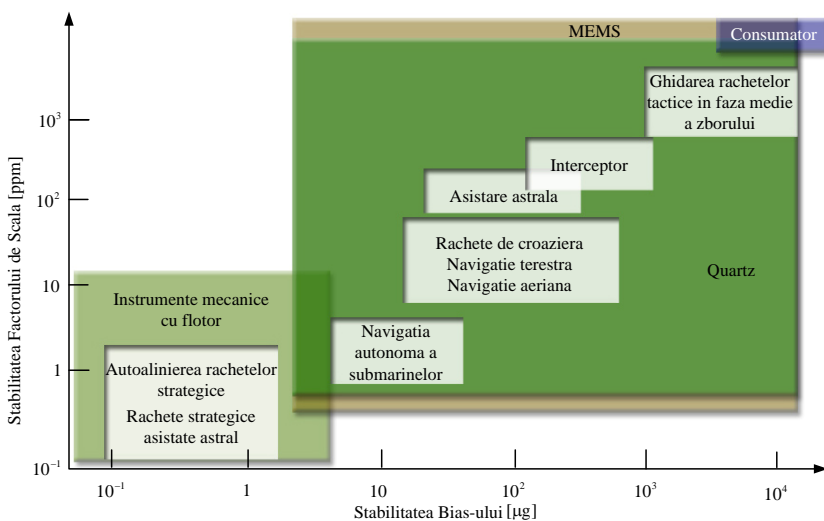 MEMS
Consumator
Ghidarea rachetelor
tactice in faza medie
a zborului
Interceptor
Asistare astrala
Rachete de croaziera
Navigatie terestra
Navigatie aeriana
Quartz
Instrumente mecanice
cu flotor
Navigatia
autonoma a
submarinelor
Autoalinierea rachetelor
strategice
Rachete strategice
asistate astral
Stabilitatea Factorului de Scala [ppm]
10³
10²
10
1
10⁻¹
10⁻¹ 1 10 10² 10³ 10⁴
Stabilitatea Bias-ului [μg]